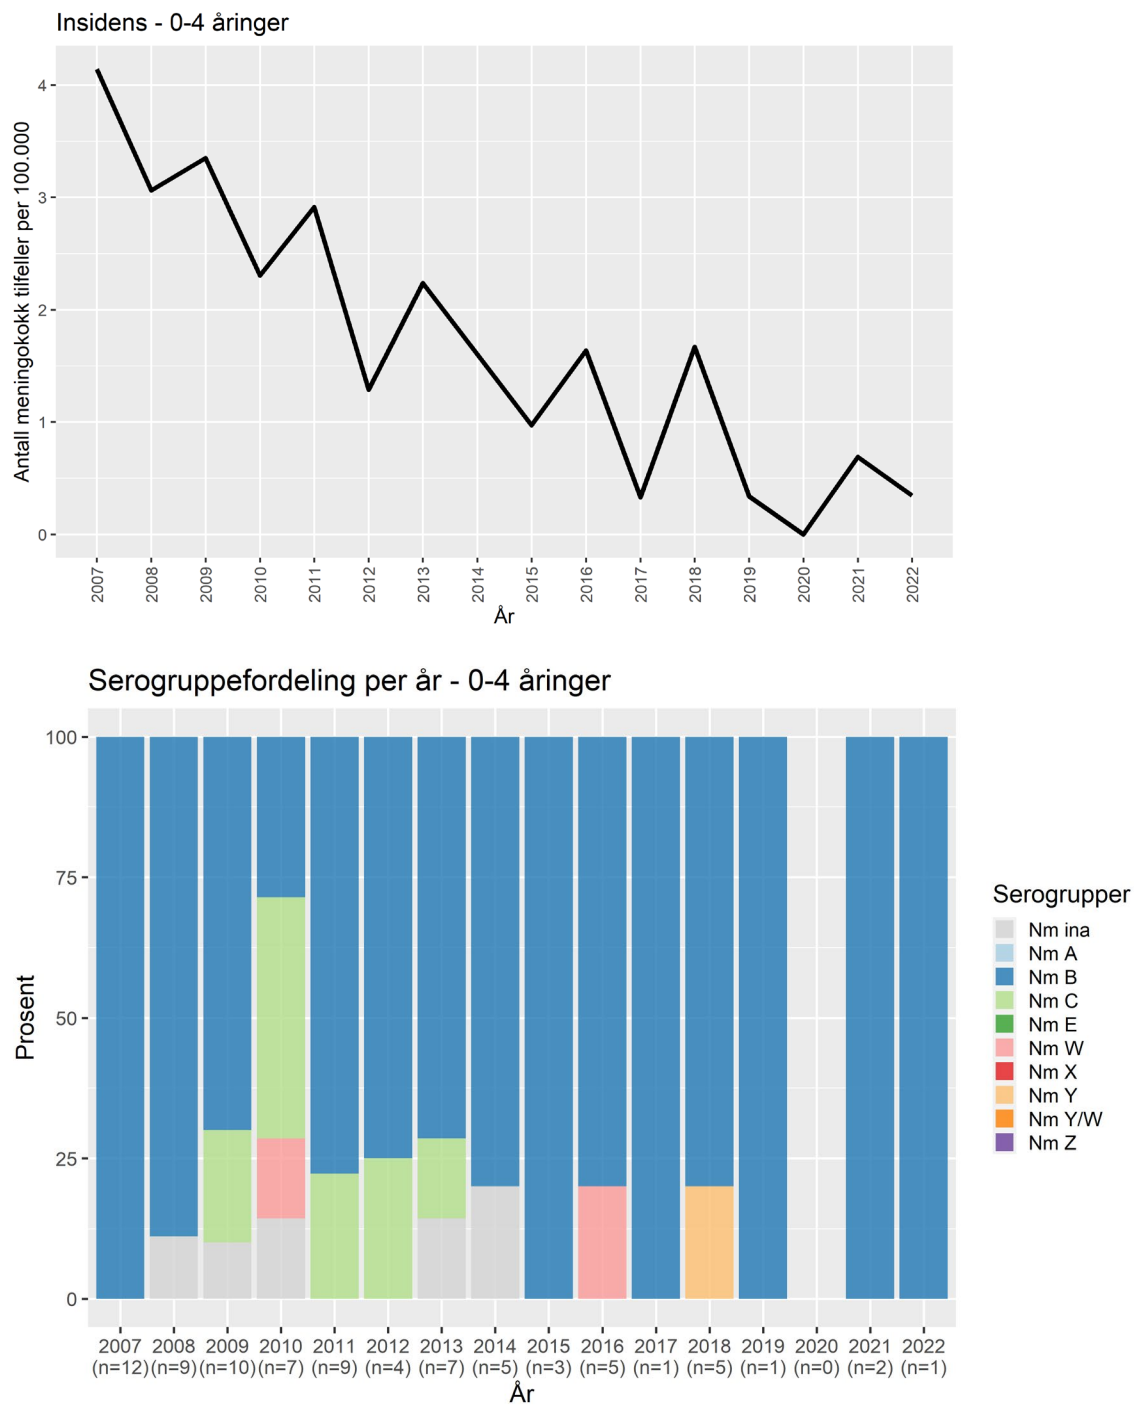 Insidens - 0-4 åringer
Antall meningokokk tilfeller per 100.000
4
3
2
1
0
2007 2008 2009 2010 2011 2012 2013 2014 2015 2016 2017 2018 2019 2020 2021 2022
År
Serogruppefordeling per år - 0-4 åringer
Prosent
100
75
50
25
0
2007 2008 2009 2010 2011 2012 2013 2014 2015 2016 2017 2018 2019 2020 2021 2022
(n=12) (n=9) (n=10) (n=7) (n=9) (n=4) (n=7) (n=5) (n=3) (n=5) (n=1) (n=5) (n=1) (n=0) (n=2) (n=1)
År
Serogrupper
Nm ina
Nm A
Nm B
Nm C
Nm E
Nm W
Nm X
Nm Y
Nm Y/W
Nm Z